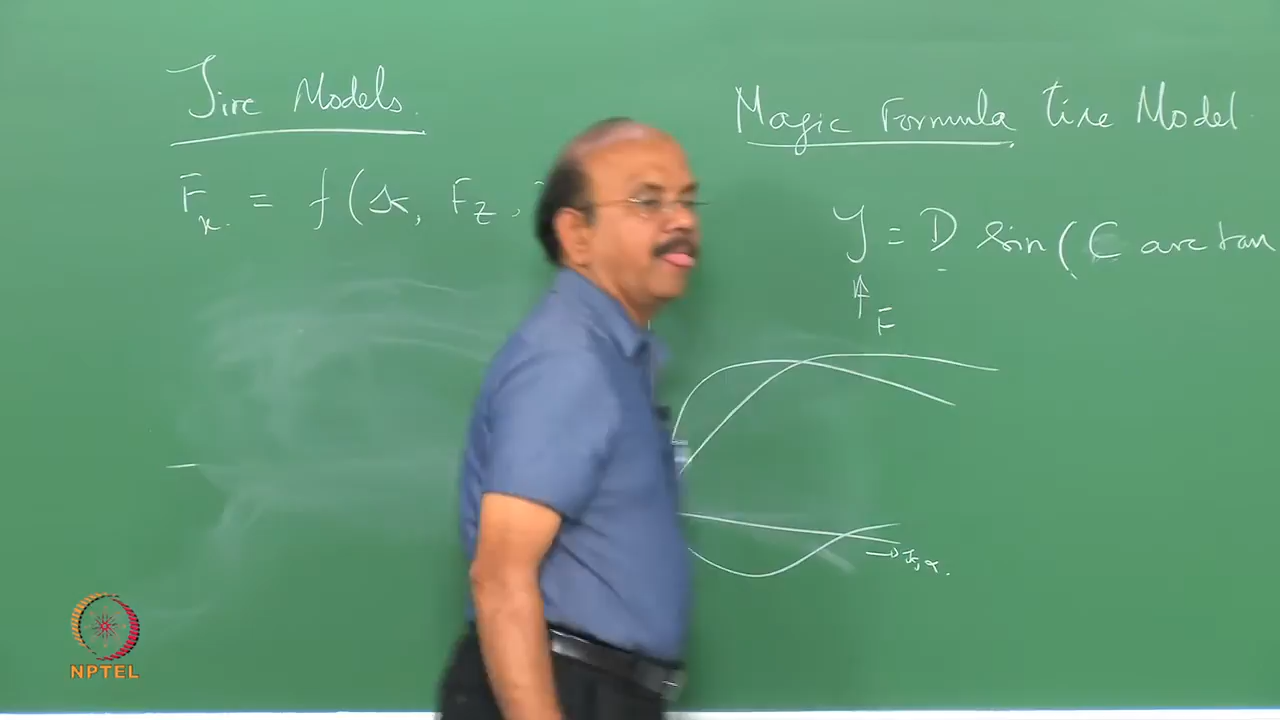 Tire Models.
Fx. = f(κ, Fz,
Magic Formula tire Model
Y = D sin(C arctan
F
κ, α.
NPTEL